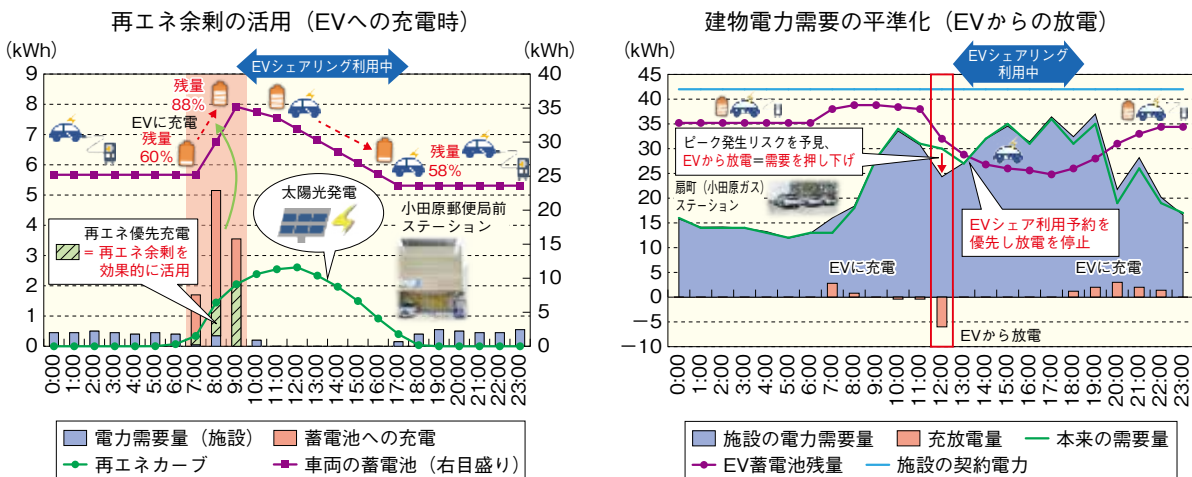 再エネ余剰の活用（EVへの充電時）
(kWh)
(kWh)
EVシェアリング利用中
9
8
7
6
5
4
3
2
1
0
40
35
30
25
20
15
10
5
0
残量
88%
EVに充電
残量
60%
残量
58%
太陽光発電
小田原郵便局前
ステーション
再エネ優先充電
= 再エネ余剰を
効果的に活用
0:00
1:00
2:00
3:00
4:00
5:00
6:00
7:00
8:00
9:00
10:00
11:00
12:00
13:00
14:00
15:00
16:00
17:00
18:00
19:00
20:00
21:00
22:00
23:00
電力需要量（施設）
蓄電池への充電
再エネカーブ
車両の蓄電池（右目盛り）
建物電力需要の平準化（EVからの放電）
(kWh)
EVシェアリング
利用中
45
40
35
30
25
20
15
10
5
0
−5
−10
ピーク発生リスクを予見、
EVから放電＝需要を押し下げ
扇町（小田原ガス）
ステーション
EVシェア利用予約を
優先し放電を停止
EVに充電
EVに充電
EVから放電
0:00
1:00
2:00
3:00
4:00
5:00
6:00
7:00
8:00
9:00
10:00
11:00
12:00
13:00
14:00
15:00
16:00
17:00
18:00
19:00
20:00
21:00
22:00
23:00
施設の電力需要量
充放電量
本来の需要量
EV蓄電池残量
施設の契約電力